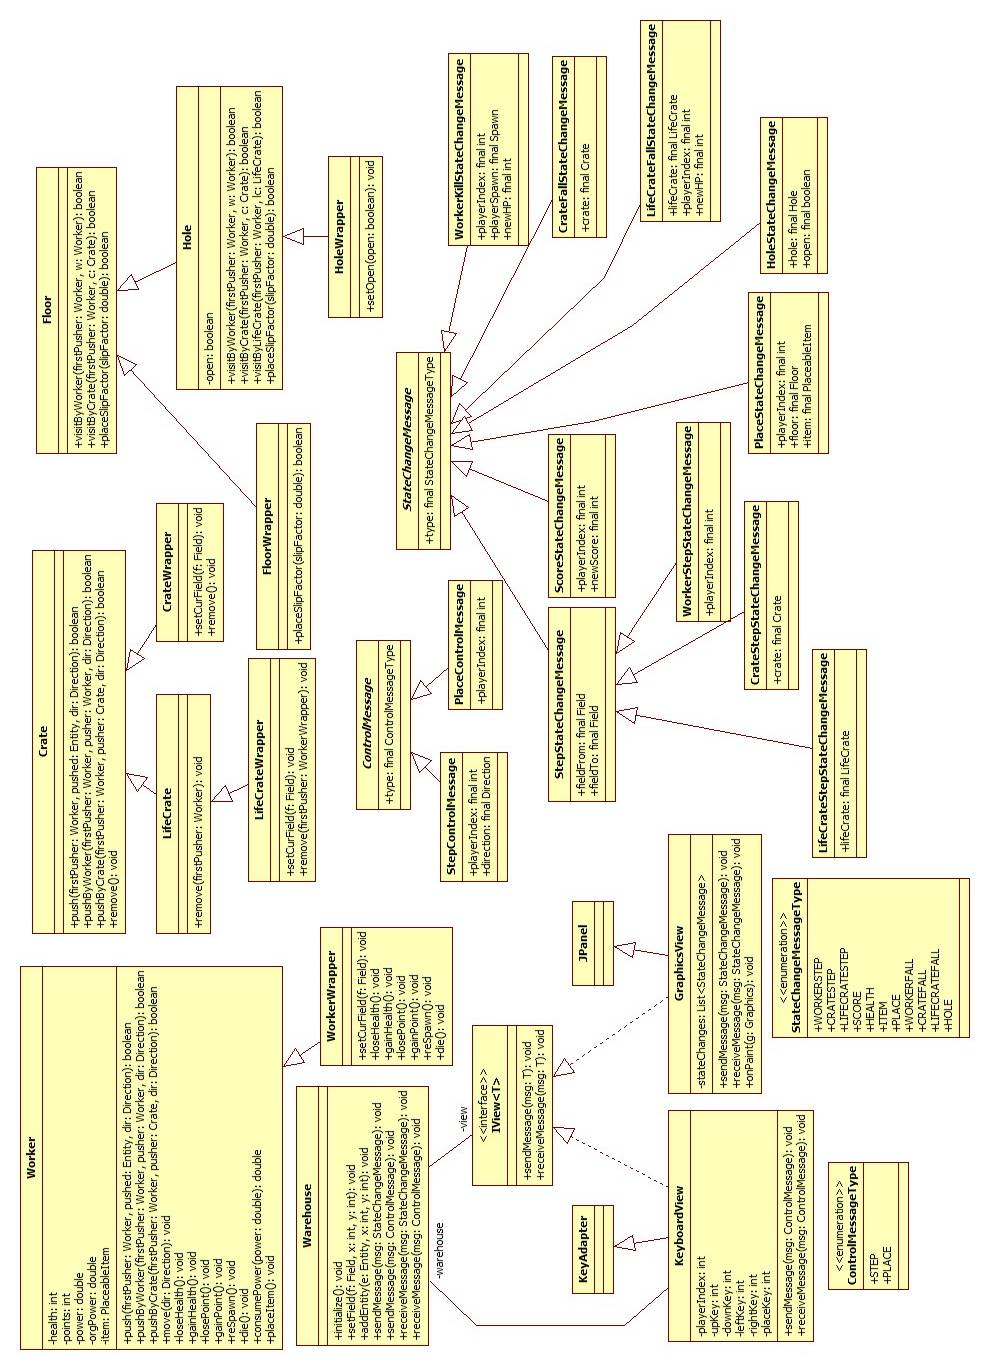 Worker
-health: int
-points: int
-power: double
-orgPower: double
-item: PlaceableItem
+push(firstPusher: Worker, pushed: Entity, dir: Direction): boolean
+pushByWorker(firstPusher: Worker, pusher: Worker, dir: Direction): boolean
+pushByCrate(firstPusher: Worker, pusher: Crate, dir: Direction): boolean
+move(dir: Direction): void
+loseHealth(): void
+gainHealth(): void
+losePoint(): void
+gainPoint(): void
+reSpawn(): void
+die(): void
+consumePower(power: double): double
+placeItem(): void
Crate
+push(firstPusher: Worker, pushed: Entity, dir: Direction): boolean
+pushByWorker(firstPusher: Worker, pusher: Worker, dir: Direction): boolean
+pushByCrate(firstPusher: Worker, pusher: Crate, dir: Direction): boolean
+remove(): void
Floor
+visitByWorker(firstPusher: Worker, w: Worker): boolean
+visitByCrate(firstPusher: Worker, c: Crate): boolean
+placeSlipFactor(slipFactor: double): boolean
LifeCrate
+remove(firstPusher: Worker): void
CrateWrapper
+setCurField(f: Field): void
+remove(): void
Hole
-open: boolean
+visitByWorker(firstPusher: Worker, w: Worker): boolean
+visitByCrate(firstPusher: Worker, c: Crate): boolean
+visitByLifeCrate(firstPusher: Worker, lc: LifeCrate): boolean
+placeSlipFactor(slipFactor: double): boolean
LifeCrateWrapper
+setCurField(f: Field): void
+remove(firstPusher: WorkerWrapper): void
FloorWrapper
+placeSlipFactor(slipFactor: double): boolean
HoleWrapper
+setOpen(open: boolean): void
WorkerWrapper
+setCurField(f: Field): void
+loseHealth(): void
+gainHealth(): void
+losePoint(): void
+gainPoint(): void
+reSpawn(): void
+die(): void
Warehouse
+initialize(): void
+setField(f: Field, x: int, y: int): void
+addEntity(e: Entity, x: int, y: int): void
+sendMessage(msg: StateChangeMessage): void
+sendMessage(msg: ControlMessage): void
+receiveMessage(msg: StateChangeMessage): void
+receiveMessage(msg: ControlMessage): void
-warehouse
-view
ControlMessage
+type: final ControlMessageType
StateChangeMessage
+type: final StateChangeMessageType
StepControlMessage
+playerIndex: final int
+direction: final Direction
PlaceControlMessage
+playerIndex: final int
WorkerKillStateChangeMessage
+playerIndex: final int
+playerSpawn: final Spawn
+newHP: final int
<<interface>>
IView<T>
+sendMessage(msg: T): void
+receiveMessage(msg: T): void
KeyAdapter
JPanel
StepStateChangeMessage
+fieldFrom: final Field
+fieldTo: final Field
ScoreStateChangeMessage
+playerIndex: final int
+newScore: final int
CrateFallStateChangeMessage
+crate: final Crate
LifeCrateFallStateChangeMessage
+lifeCrate: final LifeCrate
+playerIndex: final int
+newHP: final int
KeyboardView
-playerIndex: int
-upKey: int
-downKey: int
-leftKey: int
-rightKey: int
-placeKey: int
+sendMessage(msg: ControlMessage): void
+receiveMessage(msg: ControlMessage): void
GraphicsView
-stateChanges: List<StateChangeMessage>
+sendMessage(msg: StateChangeMessage): void
+receiveMessage(msg: StateChangeMessage): void
+onPaint(g: Graphics): void
WorkerStepStateChangeMessage
+playerIndex: final int
CrateStepStateChangeMessage
+crate: final Crate
PlaceStateChangeMessage
+playerIndex: final int
+floor: final Floor
+item: final PlaceableItem
HoleStateChangeMessage
+hole: final Hole
+open: final boolean
<<enumeration>>
ControlMessageType
+STEP
+PLACE
<<enumeration>>
StateChangeMessageType
+WORKERSTEP
+CRATESTEP
+LIFECRATESTEP
+SCORE
+HEALTH
+ITEM
+PLACE
+WORKERFALL
+CRATEFALL
+LIFECRATEFALL
+HOLE
LifeCrateStepStateChangeMessage
+lifeCrate: final LifeCrate